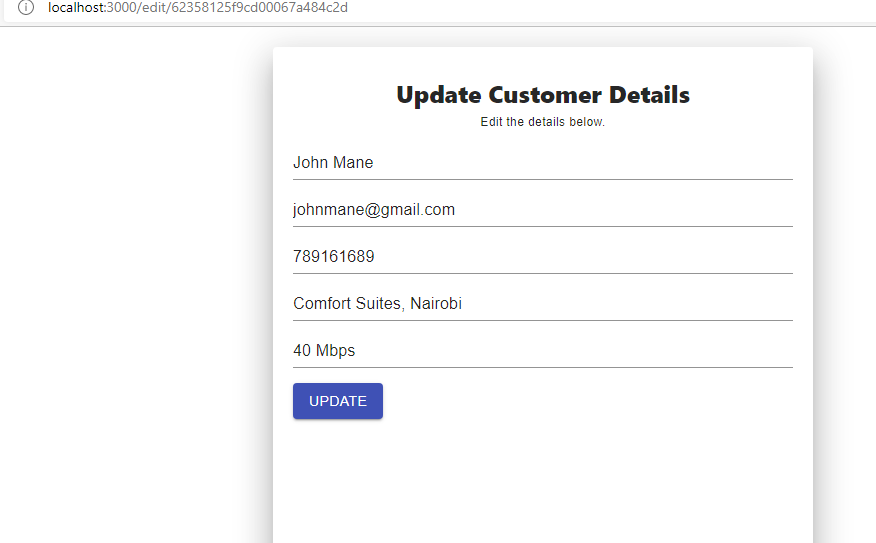 localhost:3000/edit/62358125f9cd00067a484c2d
Update Customer Details
Edit the details below.
John Mane
johnmane@gmail.com
789161689
Comfort Suites, Nairobi
40 Mbps
UPDATE